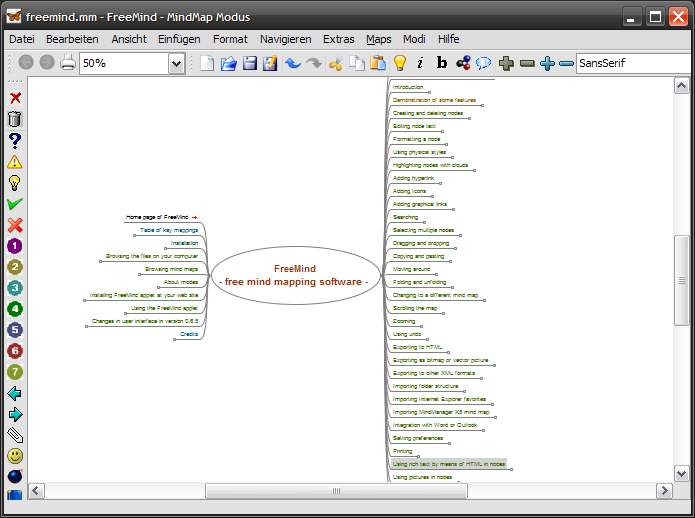 freemind.mm - FreeMind - MindMap Modus
Datei Bearbeiten Ansicht Einfügen Format Navigieren Extras Maps Modi Hilfe
50%
i b
SansSerif
Introduction
Demonstration of some features
Creating and deleting nodes
Editing node text
Formatting a node
Using physical styles
Highlighting nodes with clouds
Adding hyperlink
Adding icons
Adding graphical links
Searching
Selecting multiple nodes
Dragging and dropping
Copying and pasting
Moving around
Folding and unfolding
Changing to a different mind map
Scrolling the map
Zooming
Using undo
Exporting to HTML
Exporting as bitmap or vector picture
Exporting to other XML formats
Importing folder structure
Importing Internet Explorer favorites
Importing MindManager X5 mind map
Integration with Word or Outlook
Setting preferences
Printing
Using rich text by means of HTML in nodes
Using pictures in nodes
Home page of FreeMind
Table of key mappings
Installation
Browsing the files on your computer
Browsing mind maps
About modes
Installing FreeMind applet at your web site
Using the FreeMind applet
Changes in user interface in version 0.6.5
Credits
FreeMind
- free mind mapping software -
1
2
3
4
5
6
7